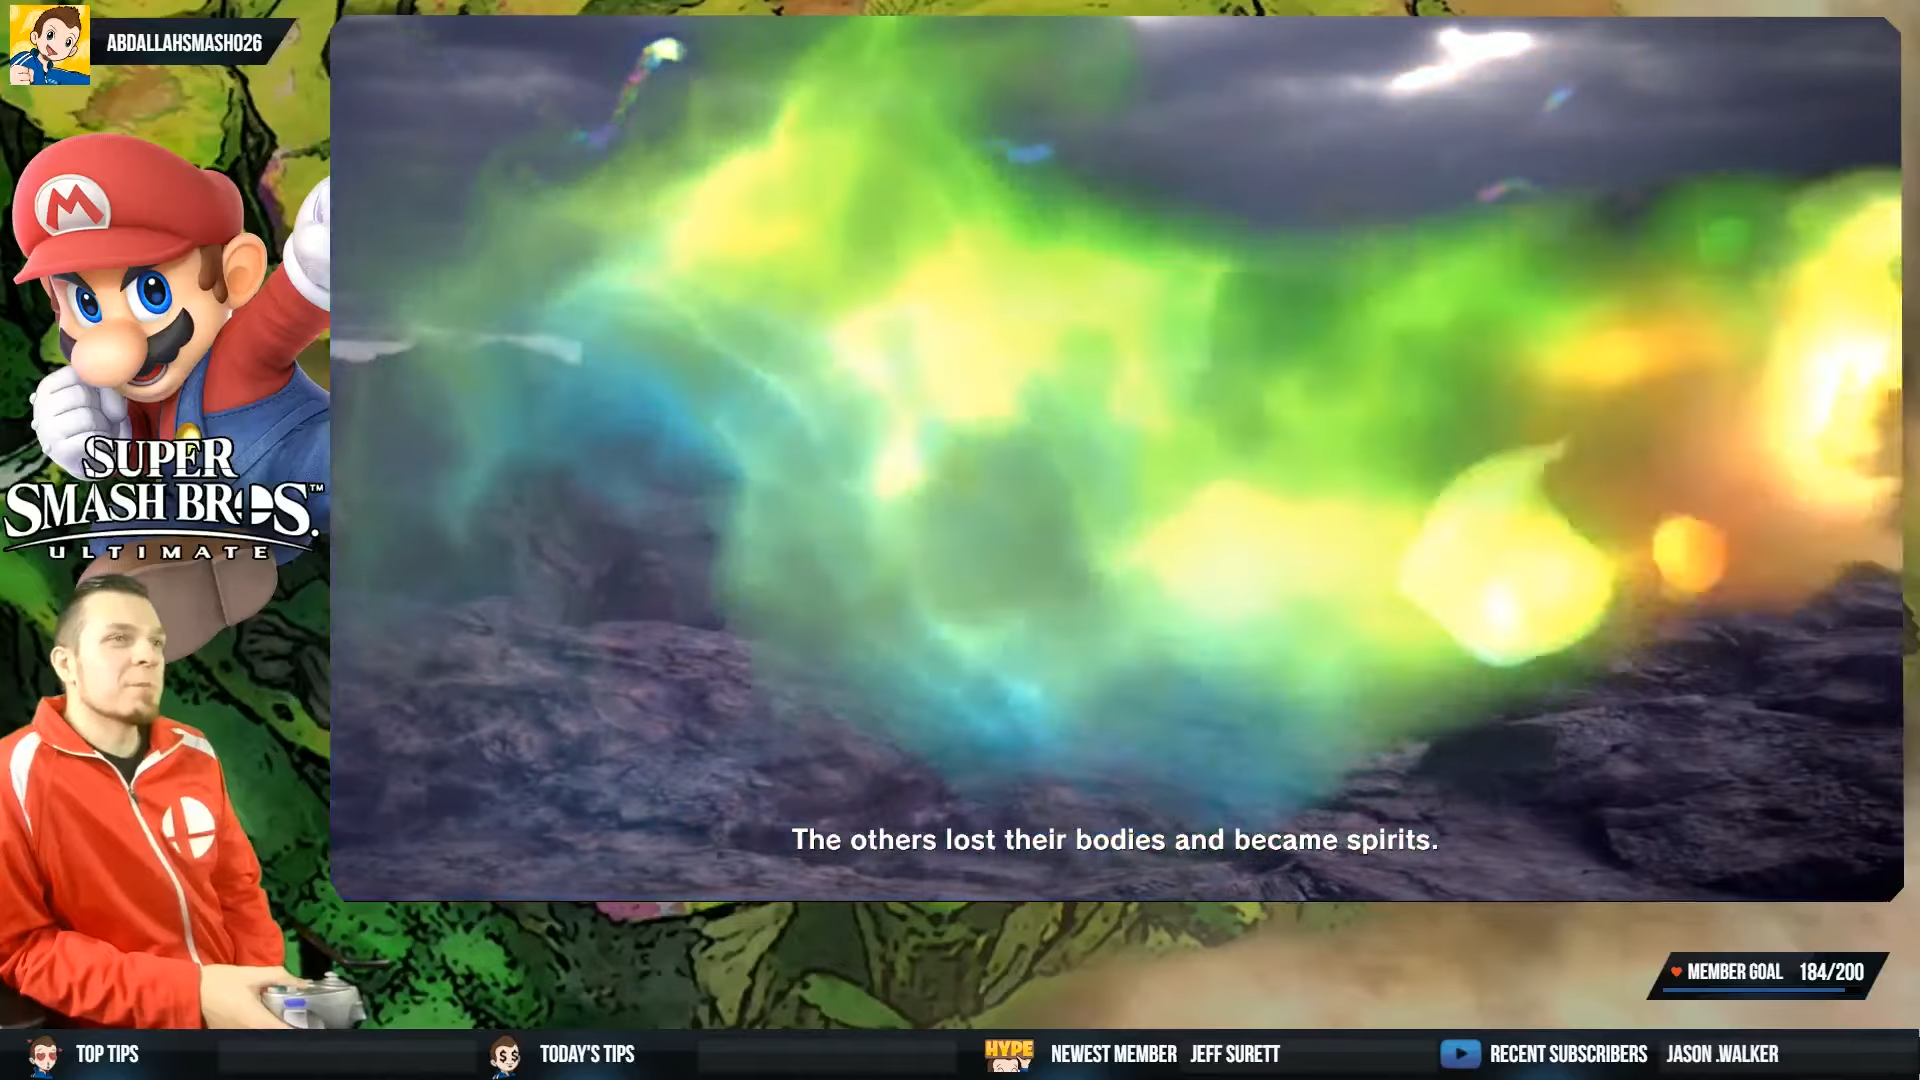 ABDALLAHSMASH026
M
SUPER
SMASH BROS.™
ULTIMATE
The others lost their bodies and became spirits.
MEMBER GOAL 184/200
TOP TIPS
TODAY'S TIPS
HYPE
NEWEST MEMBER JEFF SURETT
RECENT SUBSCRIBERS JASON .WALKER